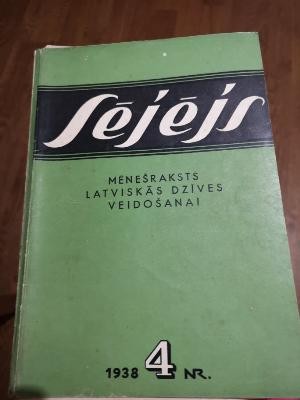 Sējējs
MĒNEŠRAKSTS
LATVISKĀS DZĪVES
VEIDOŠANAI
1938 4 NR.